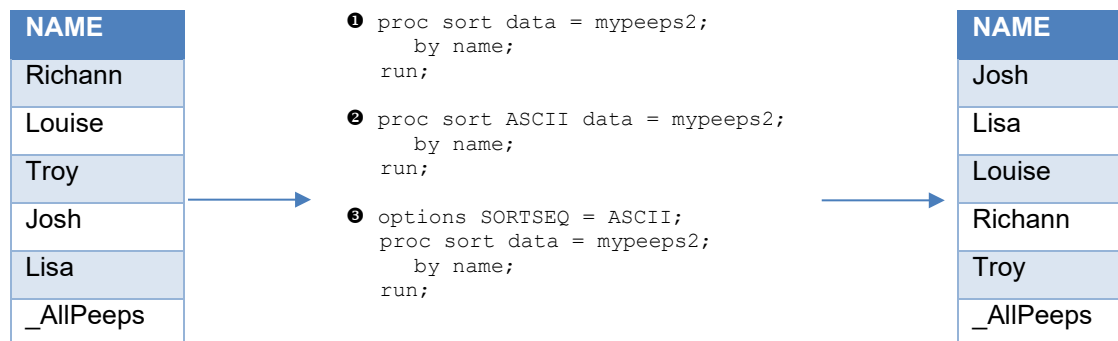 NAME
Richann
Louise
Troy
Josh
Lisa
_AllPeeps
❶ proc sort data = mypeeps2;
by name;
run;
❷ proc sort ASCII data = mypeeps2;
by name;
run;
❸ options SORTSEQ = ASCII;
proc sort data = mypeeps2;
by name;
run;
NAME
Josh
Lisa
Louise
Richann
Troy
_AllPeeps